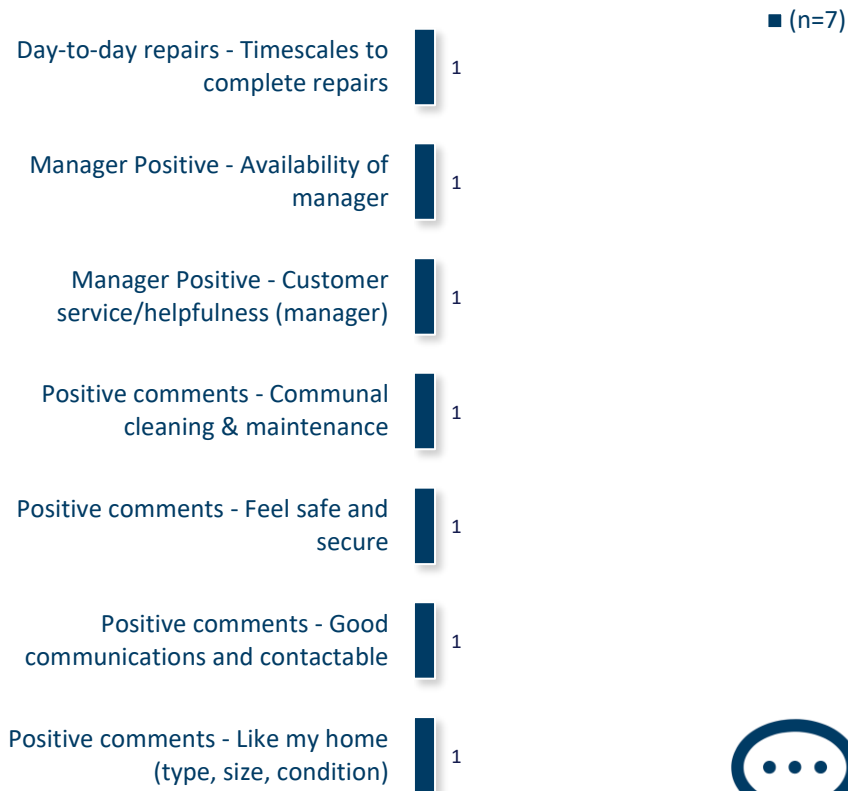 (n=7)
Day-to-day repairs - Timescales to
complete repairs
1
Manager Positive - Availability of
manager
1
Manager Positive - Customer
service/helpfulness (manager)
1
Positive comments - Communal
cleaning & maintenance
1
Positive comments - Feel safe and
secure
1
Positive comments - Good
communications and contactable
1
Positive comments - Like my home
(type, size, condition)
1